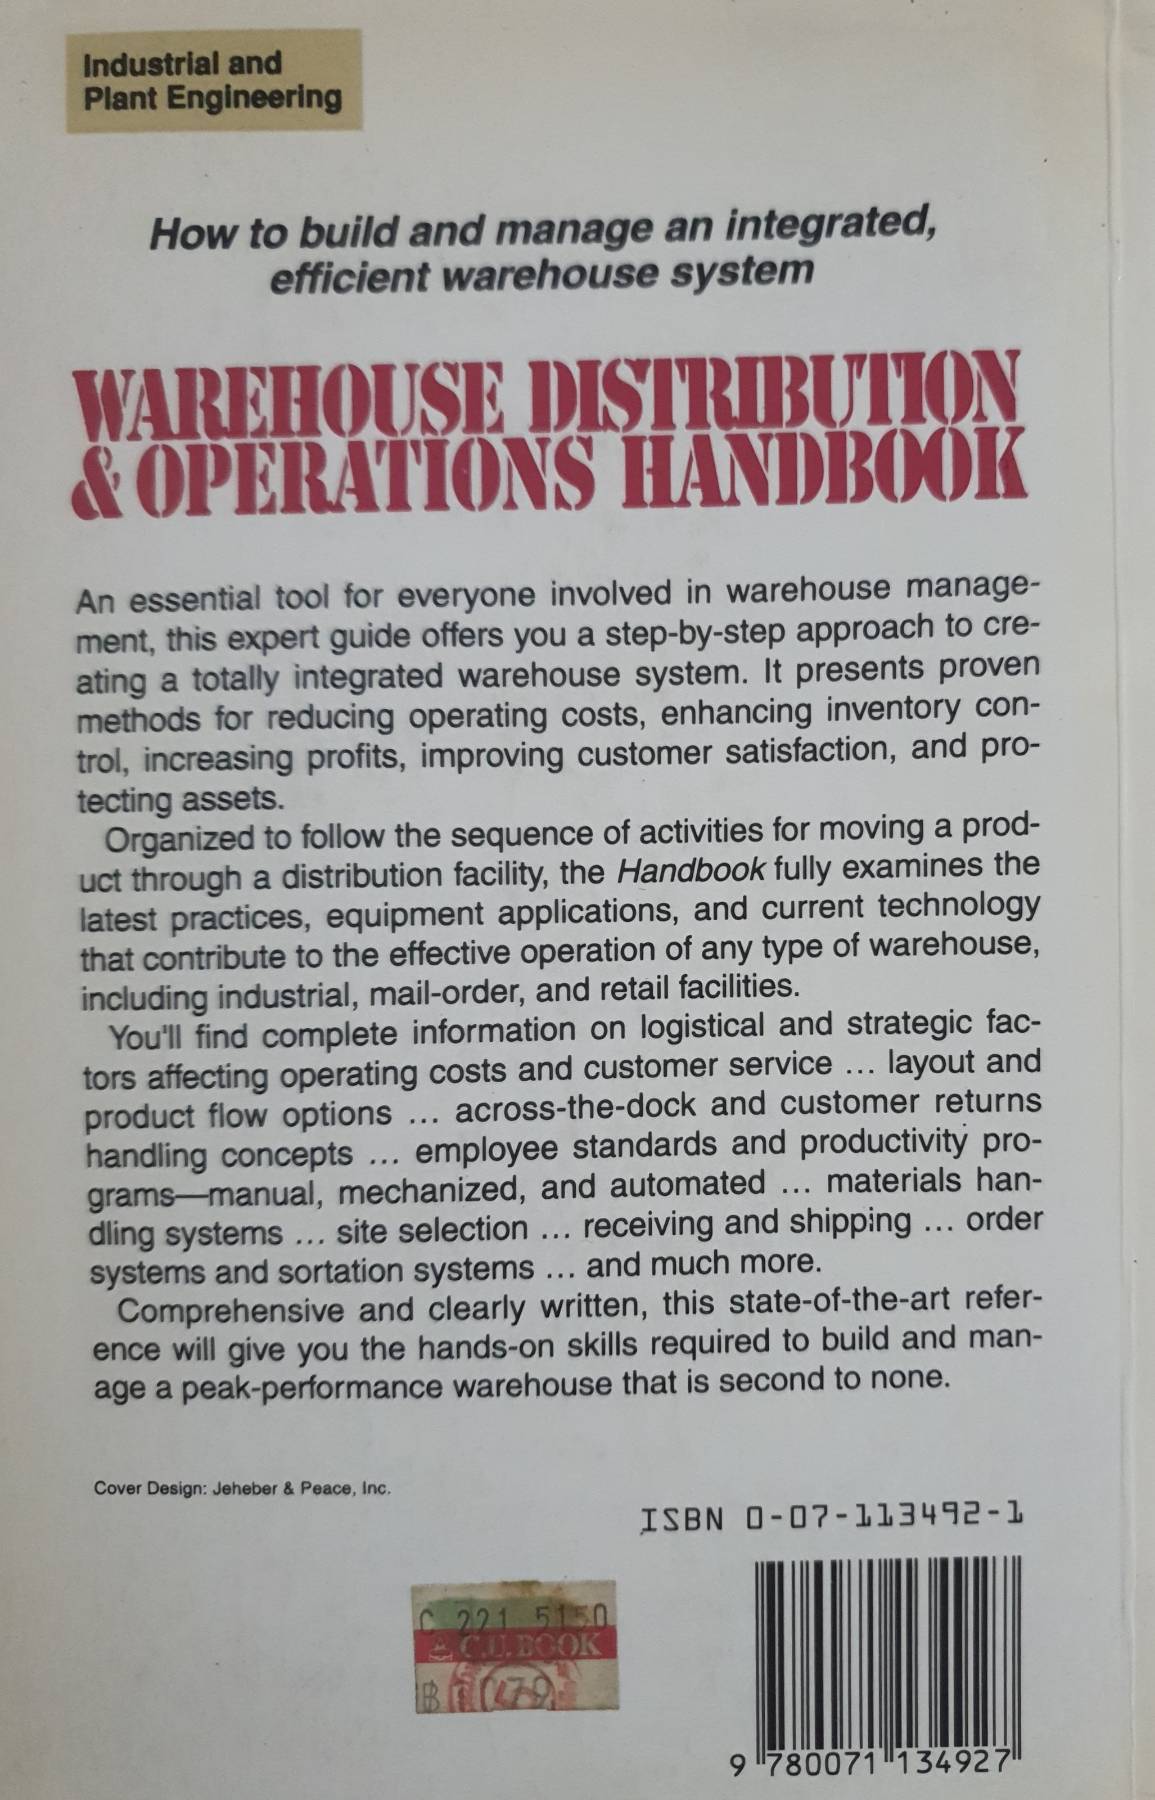 Industrial and
Plant Engineering
How to build and manage an integrated,
efficient warehouse system
WAREHOUSE DISTRIBUTION
& OPERATIONS HANDBOOK
An essential tool for everyone involved in warehouse manage-
ment, this expert guide offers you a step-by-step approach to cre-
ating a totally integrated warehouse system. It presents proven
methods for reducing operating costs, enhancing inventory con-
trol, increasing profits, improving customer satisfaction, and pro-
tecting assets.
Organized to follow the sequence of activities for moving a prod-
uct through a distribution facility, the Handbook fully examines the
latest practices, equipment applications, and current technology
that contribute to the effective operation of any type of warehouse,
including industrial, mail-order, and retail facilities.
You'll find complete information on logistical and strategic fac-
tors affecting operating costs and customer service ... layout and
product flow options ... across-the-dock and customer returns
handling concepts ... employee standards and productivity pro-
grams—manual, mechanized, and automated ... materials han-
dling systems ... site selection ... receiving and shipping ... order
systems and sortation systems ... and much more.
Comprehensive and clearly written, this state-of-the-art refer-
ence will give you the hands-on skills required to build and man-
age a peak-performance warehouse that is second to none.
Cover Design: Jeheber & Peace, Inc.
ISBN 0-07-113492-1
C 221 5150
C.U. BOOK
9 780071 134927